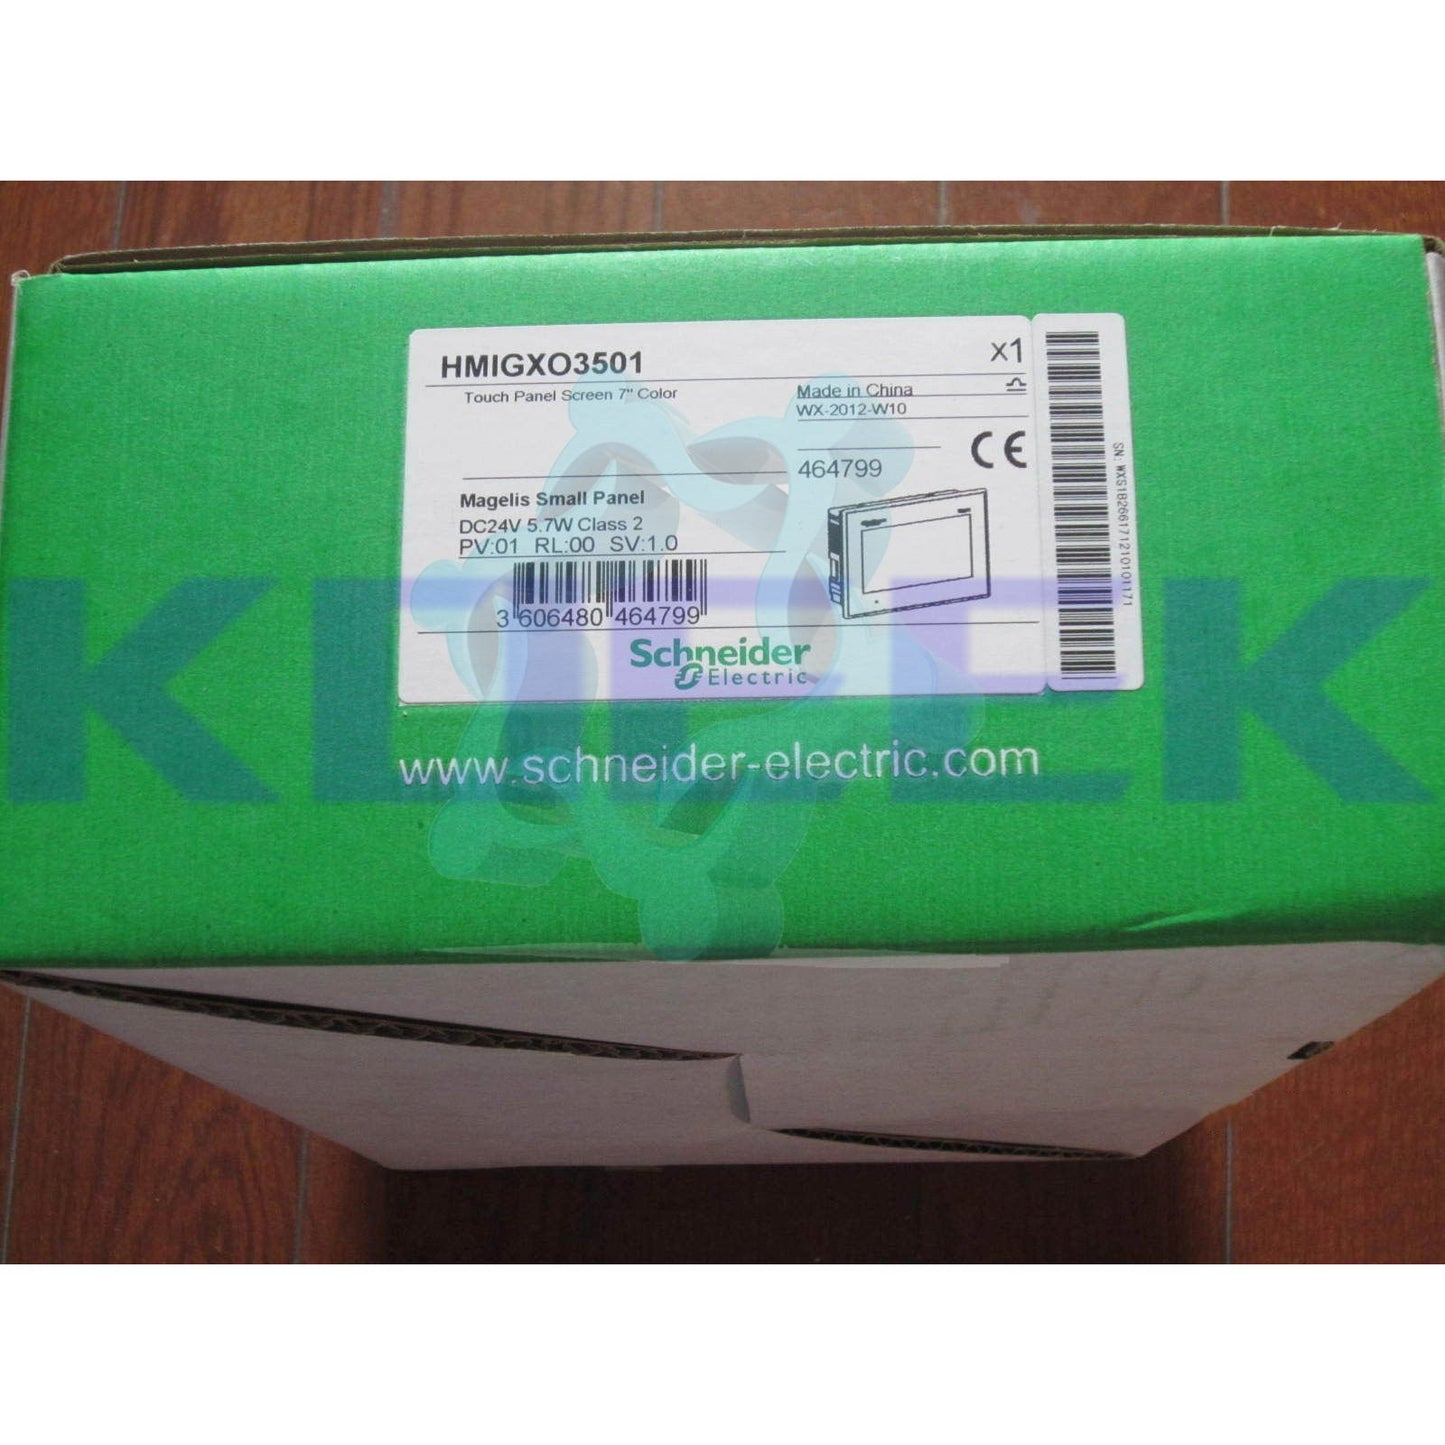 HMIGXO3501 x1
Touch Panel Screen 7" Color
Made in China
WX-2012-W10
464799
CE
Magelis Small Panel
DC24V 5.7W Class 2
PV:01 RL:00 SV:1.0
3 606480 464799
Schneider
Electric
SN: WXS1B266171210101171
www.schneider-electric.com